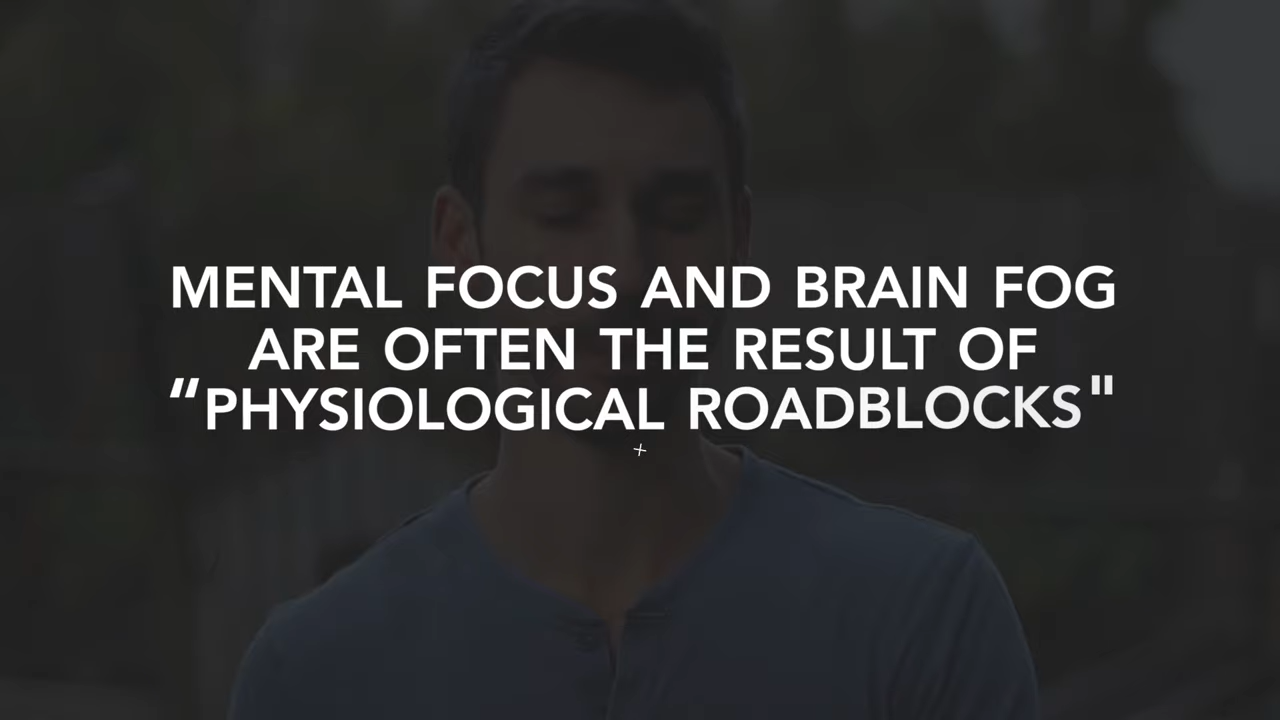 MENTAL FOCUS AND BRAIN FOG
ARE OFTEN THE RESULT OF
“PHYSIOLOGICAL ROADBLOCKS"